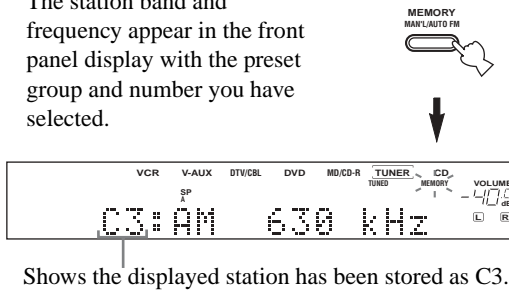 The station band and
frequency appear in the front
panel display with the preset
group and number you have
selected.
MEMORY
MAN'L/AUTO FM
VCR V-AUX DTV/CBL DVD MD/CD-R TUNER CD
TUNED MEMORY VOLUME
SP
A
-40.0 dB
L R
C3:AM 630 kHz
Shows the displayed station has been stored as C3.